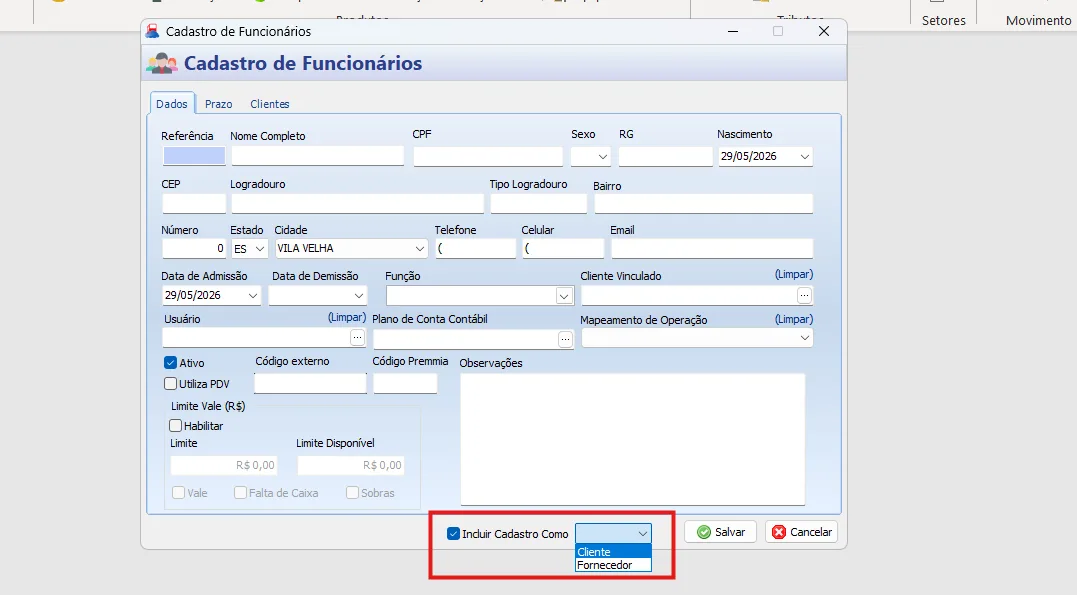 Setores
Movimento
Cadastro de Funcionários
Cadastro de Funcionários
Dados Prazo Clientes
Referência Nome Completo CPF Sexo RG Nascimento
29/05/2026
CEP Logradouro Tipo Logradouro Bairro
Número Estado Cidade Telefone Celular Email
0 ES VILA VELHA ( (
Data de Admissão Data de Demissão Função Cliente Vinculado (Limpar)
29/05/2026 ...
Usuário (Limpar) Plano de Conta Contábil Mapeamento de Operação (Limpar)
... ...
Ativo Código externo Código Premmia Observações
Utiliza PDV
Limite Vale (R$)
Habilitar
Limite Limite Disponível
R$ 0,00 R$ 0,00
Vale Falta de Caixa Sobras
Incluir Cadastro Como Salvar Cancelar
Cliente
Fornecedor